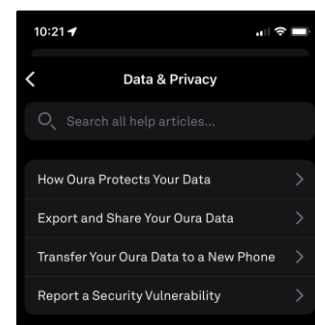 10:21
Data & Privacy
Search all help articles...
How Oura Protects Your Data
Export and Share Your Oura Data
Transfer Your Oura Data to a New Phone
Report a Security Vulnerability